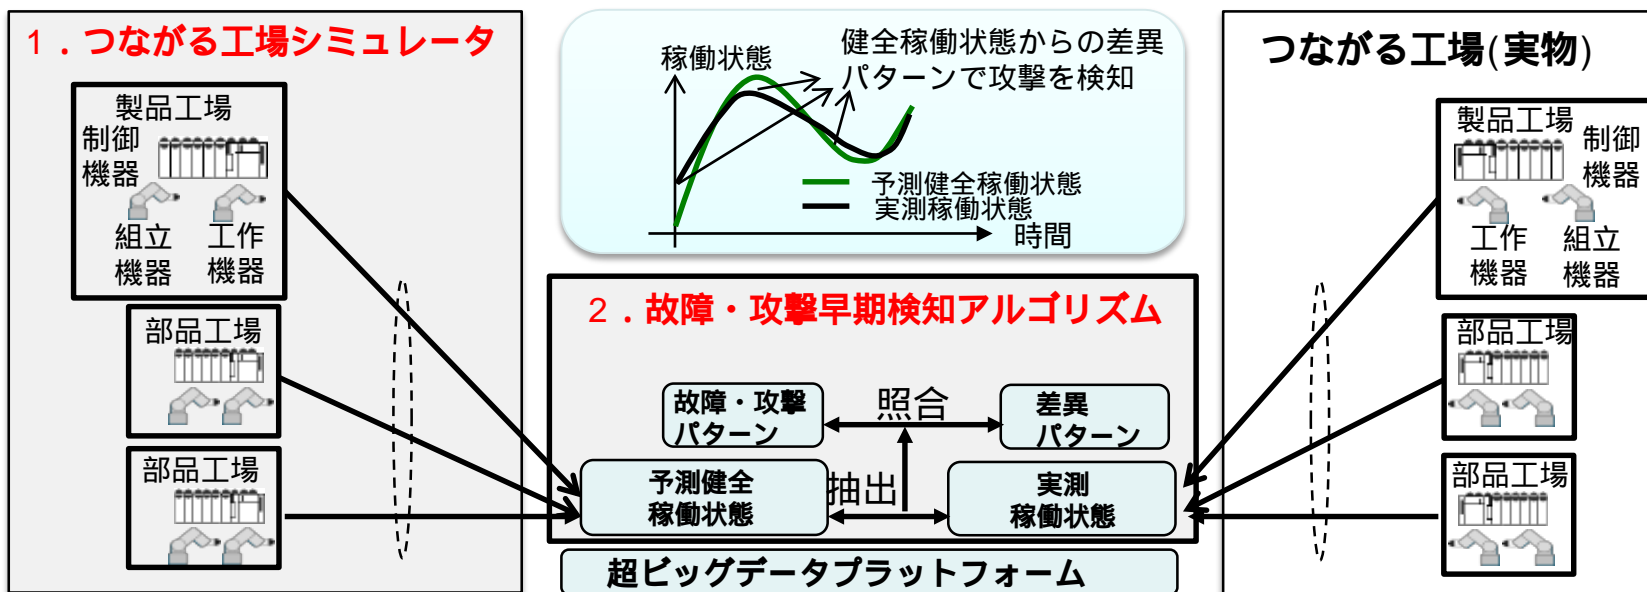 1．つながる工場シミュレータ
製品工場
制御
機器
組立
機器
工作
機器
部品工場
部品工場
稼働状態
健全稼働状態からの差異
パターンで攻撃を検知
予測健全稼働状態
実測稼働状態
時間
2．故障・攻撃早期検知アルゴリズム
故障・攻撃
パターン
照合
差異
パターン
予測健全
稼働状態
抽出
実測
稼働状態
超ビッグデータプラットフォーム
つながる工場(実物)
製品工場
制御
機器
工作
機器
組立
機器
部品工場
部品工場